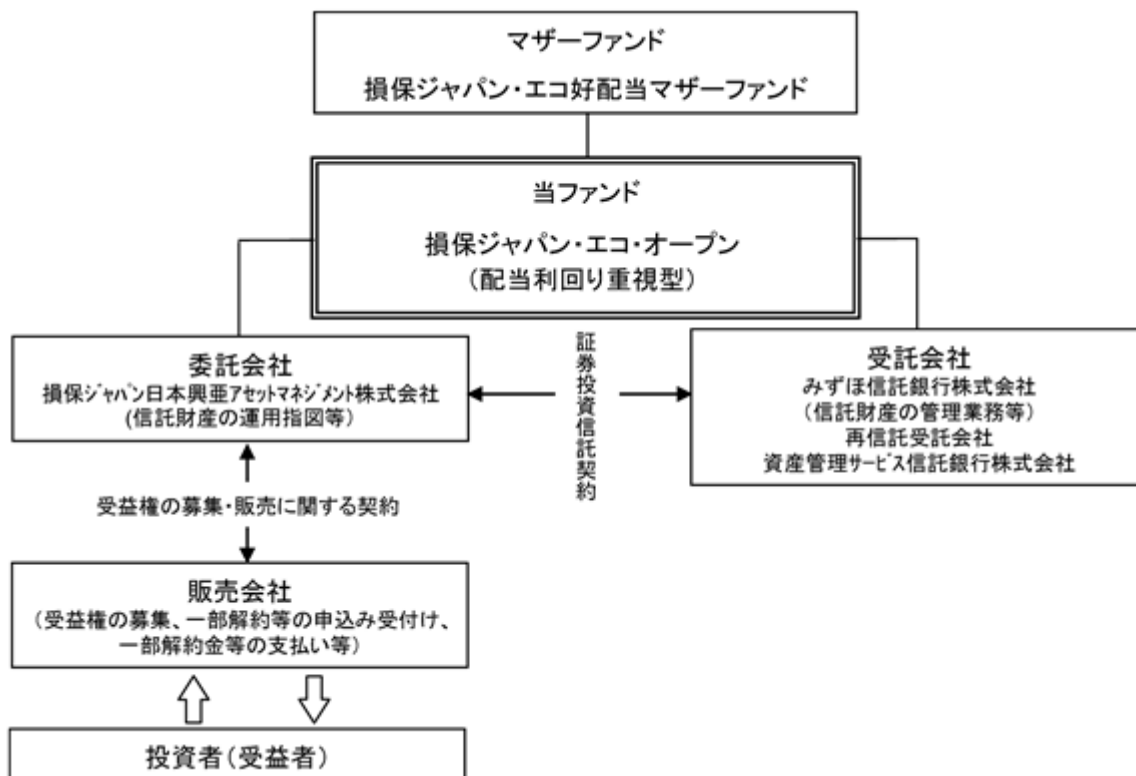 マザーファンド
損保ジャパン・エコ好配当マザーファンド
当ファンド
損保ジャパン・エコ・オープン
（配当利回り重視型）
委託会社
損保ｼﾞｬﾊﾟﾝ日本興亜ｱｾｯﾄﾏﾈｼﾞﾒﾝﾄ株式会社
(信託財産の運用指図等）
証券投資信託契約
受託会社
みずほ信託銀行株式会社
（信託財産の管理業務等）
再信託受託会社
資産管理ｻｰﾋﾞｽ信託銀行株式会社
受益権の募集・販売に関する契約
販売会社
（受益権の募集、一部解約等の申込み受付け、
一部解約金等の支払い等）
投資者（受益者）